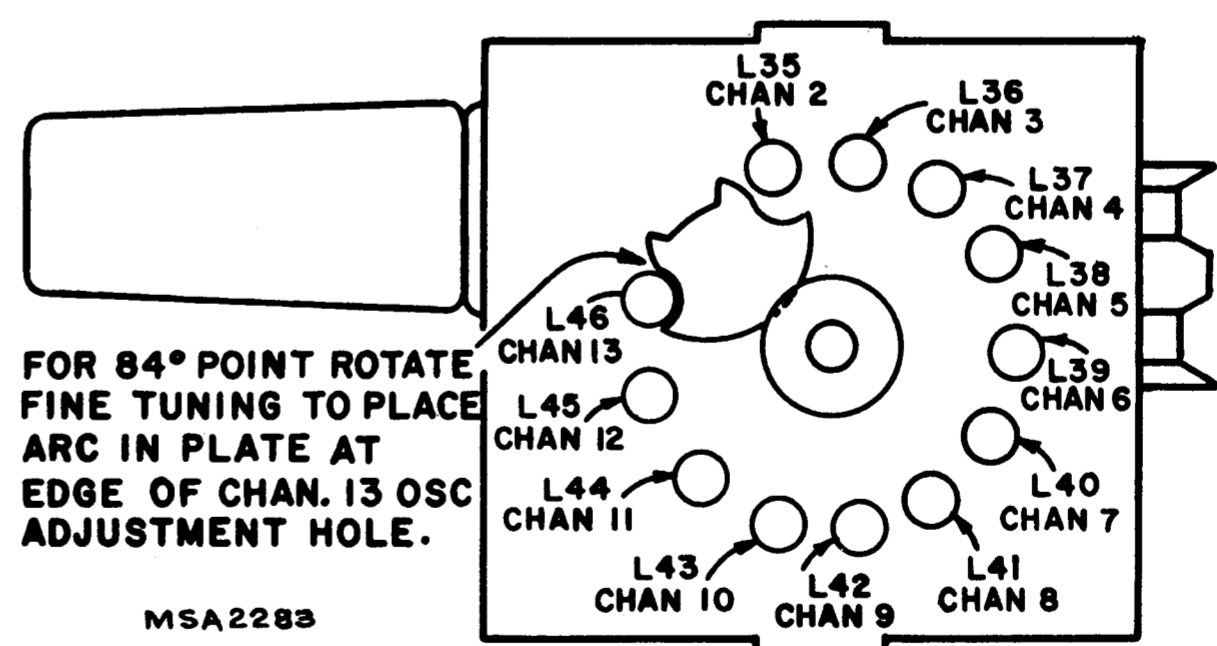 L35
CHAN 2
L36
CHAN 3
L37
CHAN 4
L38
CHAN 5
L39
CHAN 6
L40
CHAN 7
L41
CHAN 8
L42
CHAN 9
L43
CHAN 10
L44
CHAN 11
L45
CHAN 12
L46
CHAN 13
FOR 84° POINT ROTATE
FINE TUNING TO PLACE
ARC IN PLATE AT
EDGE OF CHAN. 13 OSC
ADJUSTMENT HOLE.
MSA2283